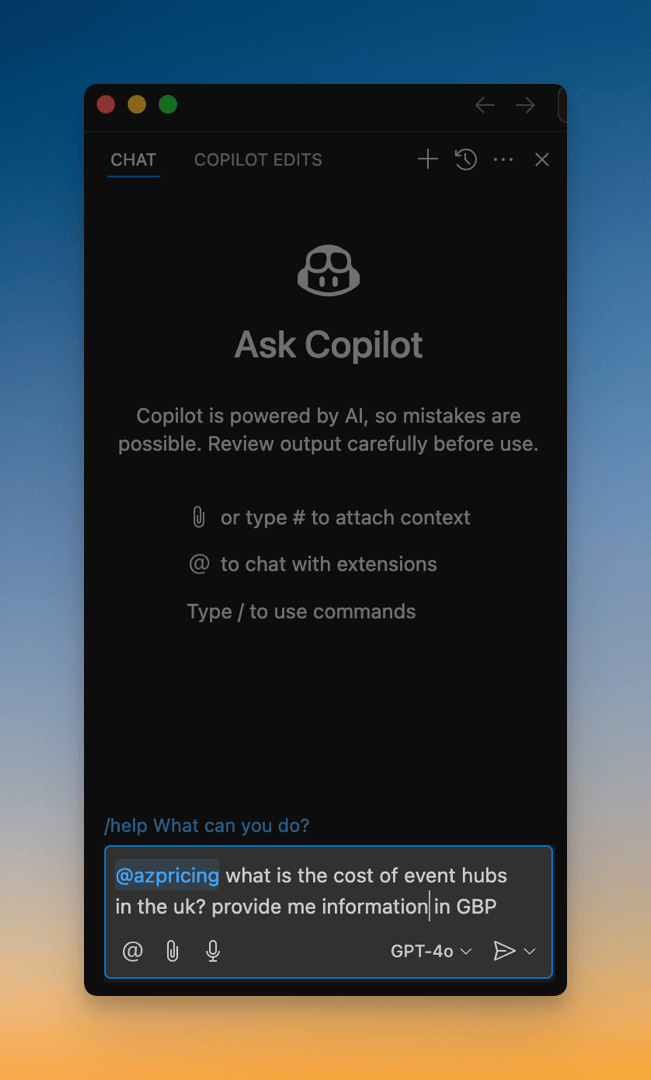 CHAT
COPILOT EDITS
Ask Copilot
Copilot is powered by AI, so mistakes are
possible. Review output carefully before use.
or type # to attach context
@ to chat with extensions
Type / to use commands
/help What can you do?
@azpricing what is the cost of event hubs
in the uk? provide me information in GBP
@
GPT-4o